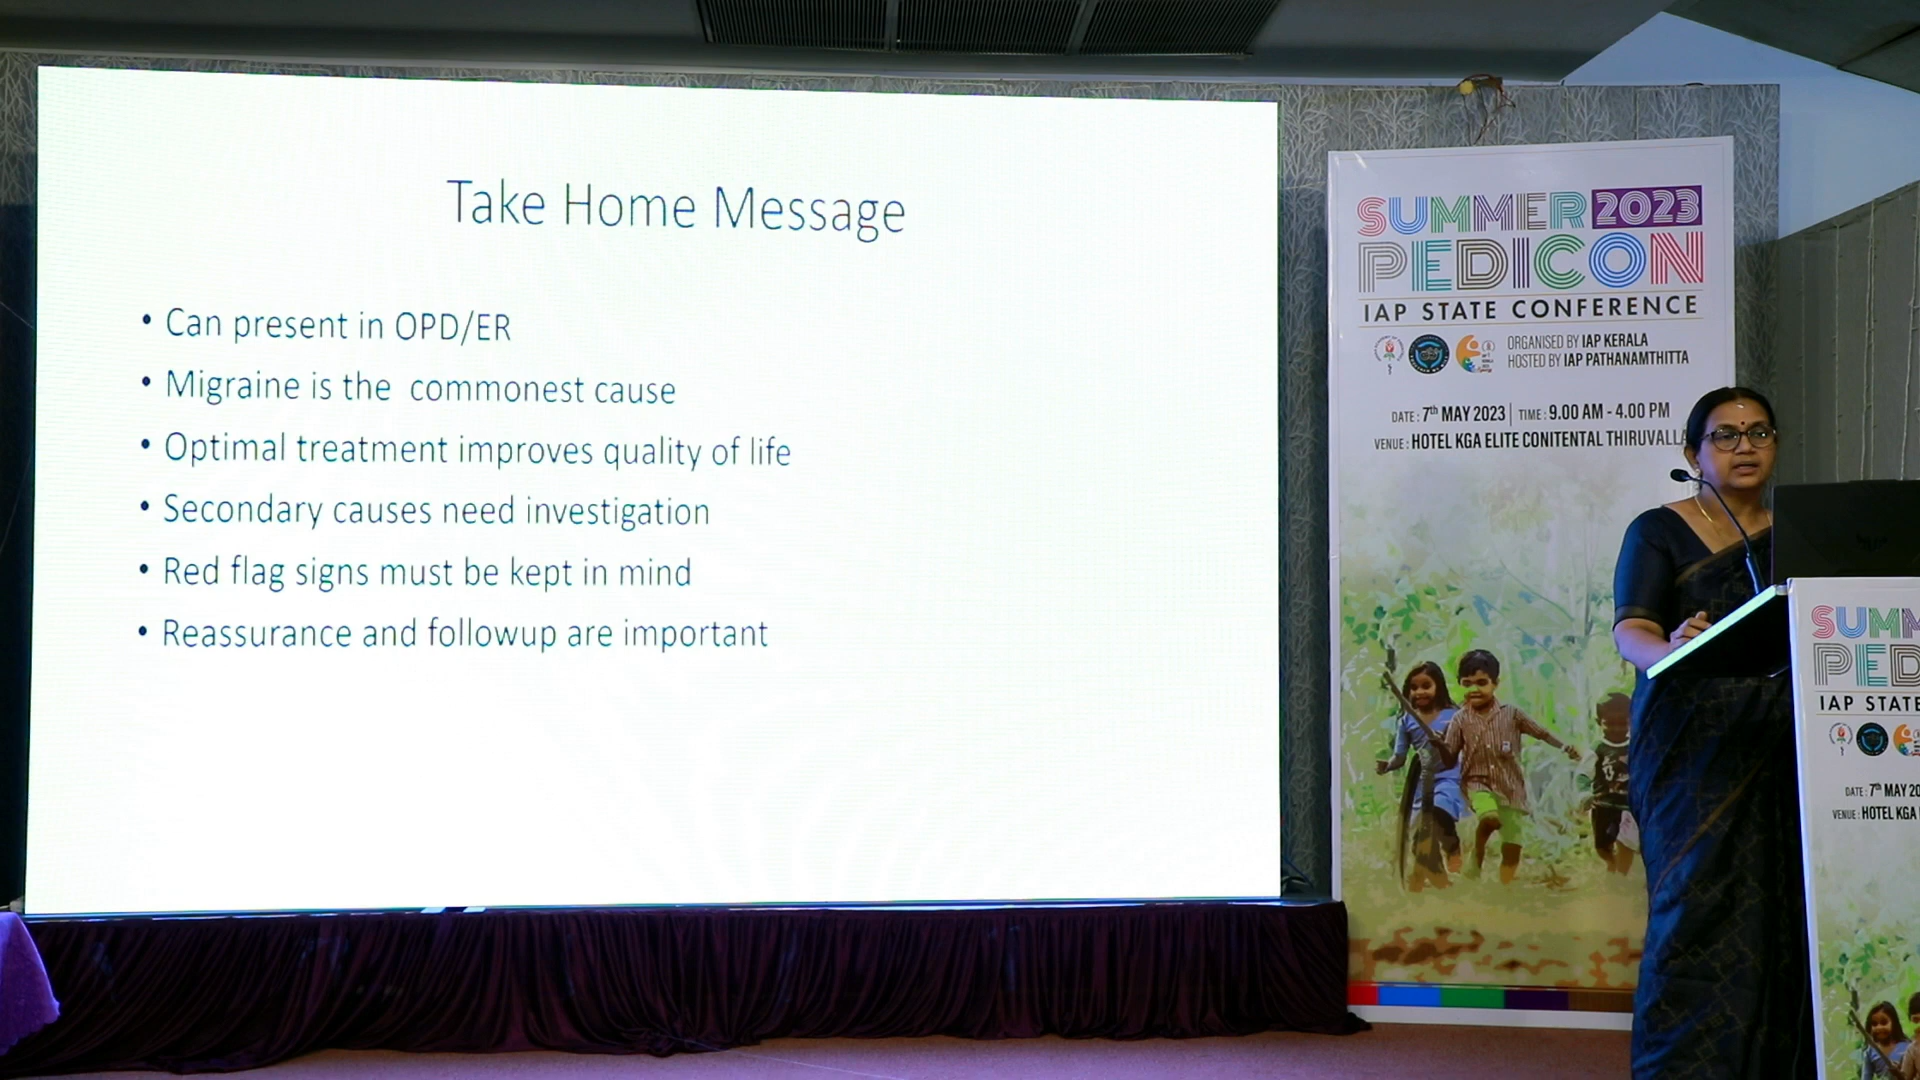 Take Home Message
• Can present in OPD/ER
• Migraine is the commonest cause
• Optimal treatment improves quality of life
• Secondary causes need investigation
• Red flag signs must be kept in mind
• Reassurance and followup are important
SUMMER 2023
PEDICON
IAP STATE CONFERENCE
ORGANISED BY IAP KERALA
HOSTED BY IAP PATHANAMTHITTA
DATE : 7th MAY 2023 | TIME : 9.00 AM - 4.00 PM
VENUE : HOTEL KGA ELITE CONITENTAL THIRUVALLA
SUMM
PED
IAP STATE
DATE : 7th MAY 20
VENUE : HOTEL KGA